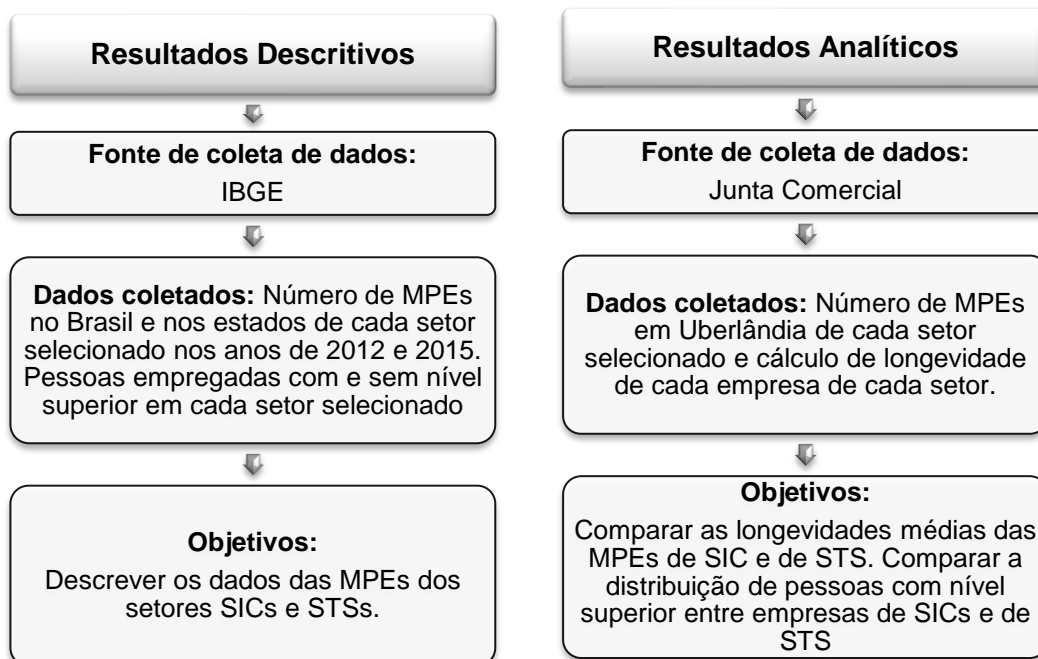 Resultados Descritivos
Fonte de coleta de dados:
IBGE
Dados coletados: Número de MPEs
no Brasil e nos estados de cada setor
selecionado nos anos de 2012 e 2015.
Pessoas empregadas com e sem nível
superior em cada setor selecionado
Objetivos:
Descrever os dados das MPEs dos
setores SICs e STSs.
Resultados Analíticos
Fonte de coleta de dados:
Junta Comercial
Dados coletados: Número de MPEs
em Uberlândia de cada setor
selecionado e cálculo de longevidade
de cada empresa de cada setor.
Objetivos:
Comparar as longevidades médias das
MPEs de SIC e de STS. Comparar a
distribuição de pessoas com nível
superior entre empresas de SICs e de
STS